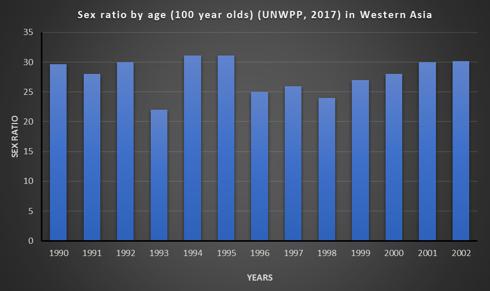 Sex ratio by age (100 year olds) (UNWPP, 2017) in Western Asia
35
30
25
20
15
10
5
0
SEX RATIO
1990 1991 1992 1993 1994 1995 1996 1997 1998 1999 2000 2001 2002
YEARS